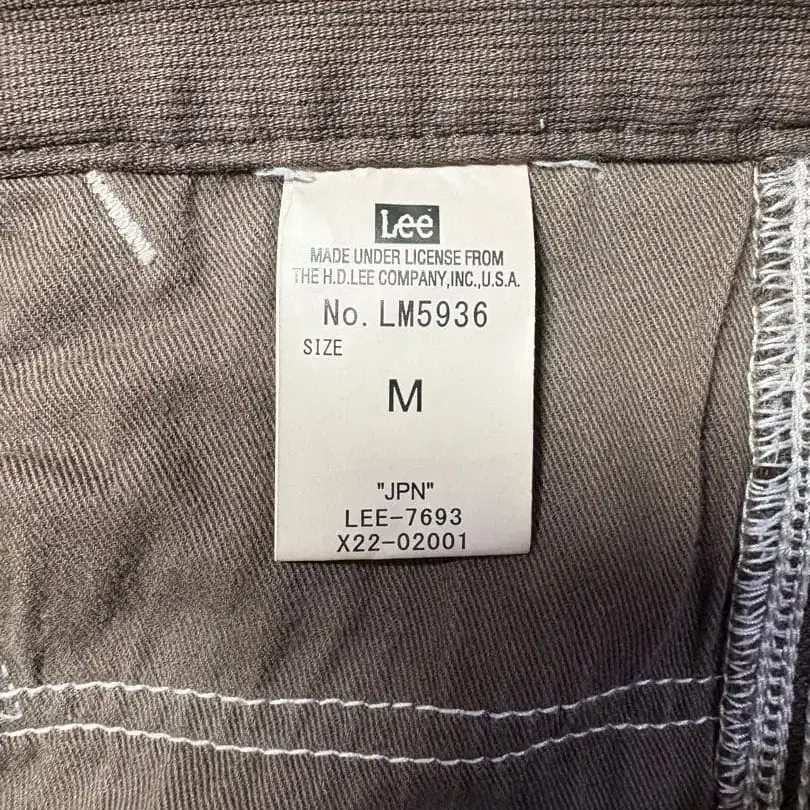 Lee
MADE UNDER LICENSE FROM
THE H.D.LEE COMPANY,INC.,U.S.A.
No. LM5936
SIZE
M
"JPN"
LEE-7693
X22-02001